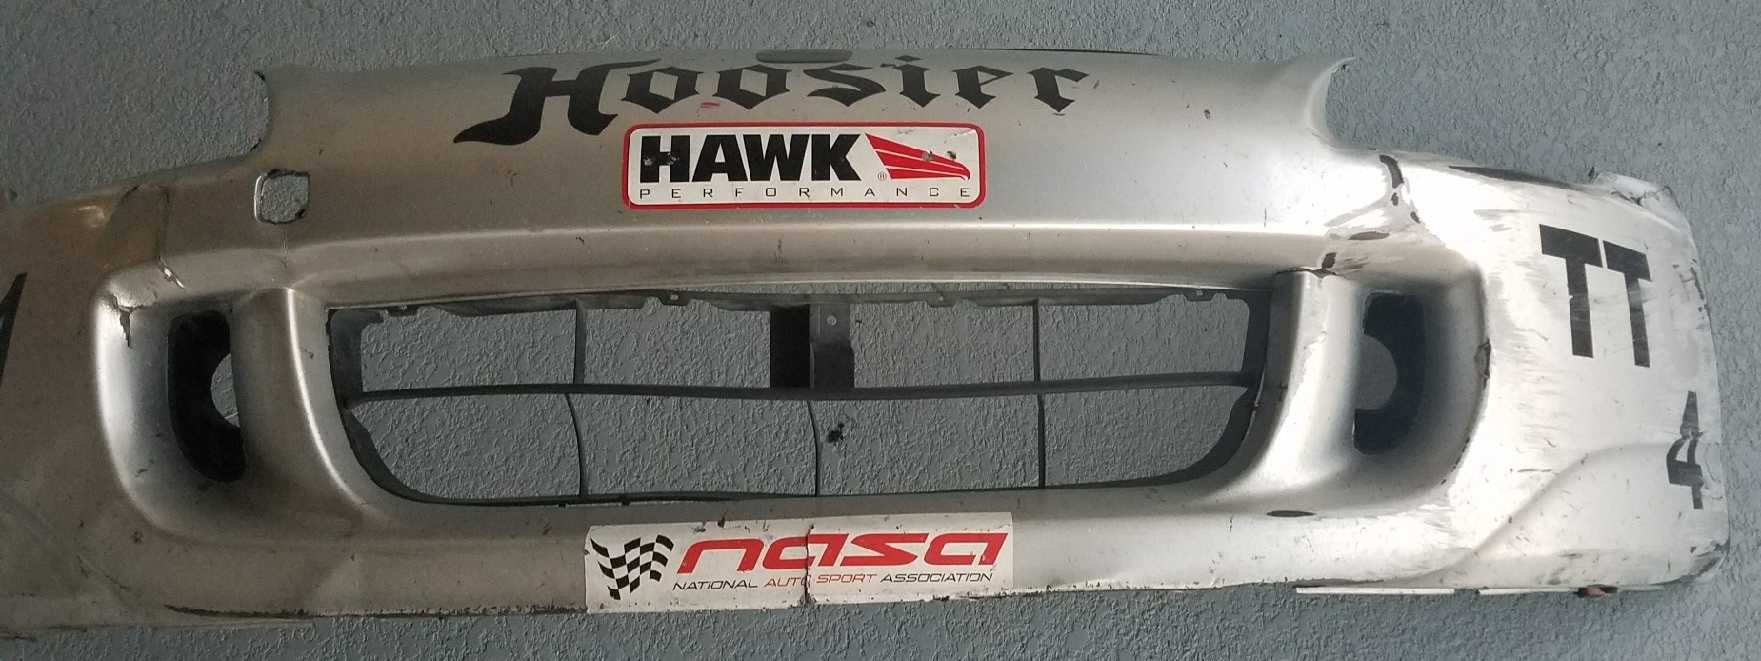 Hoosier
HAWK
®
PERFORMANCE
TT
4
nasa
NATIONAL AUTO SPORT ASSOCIATION